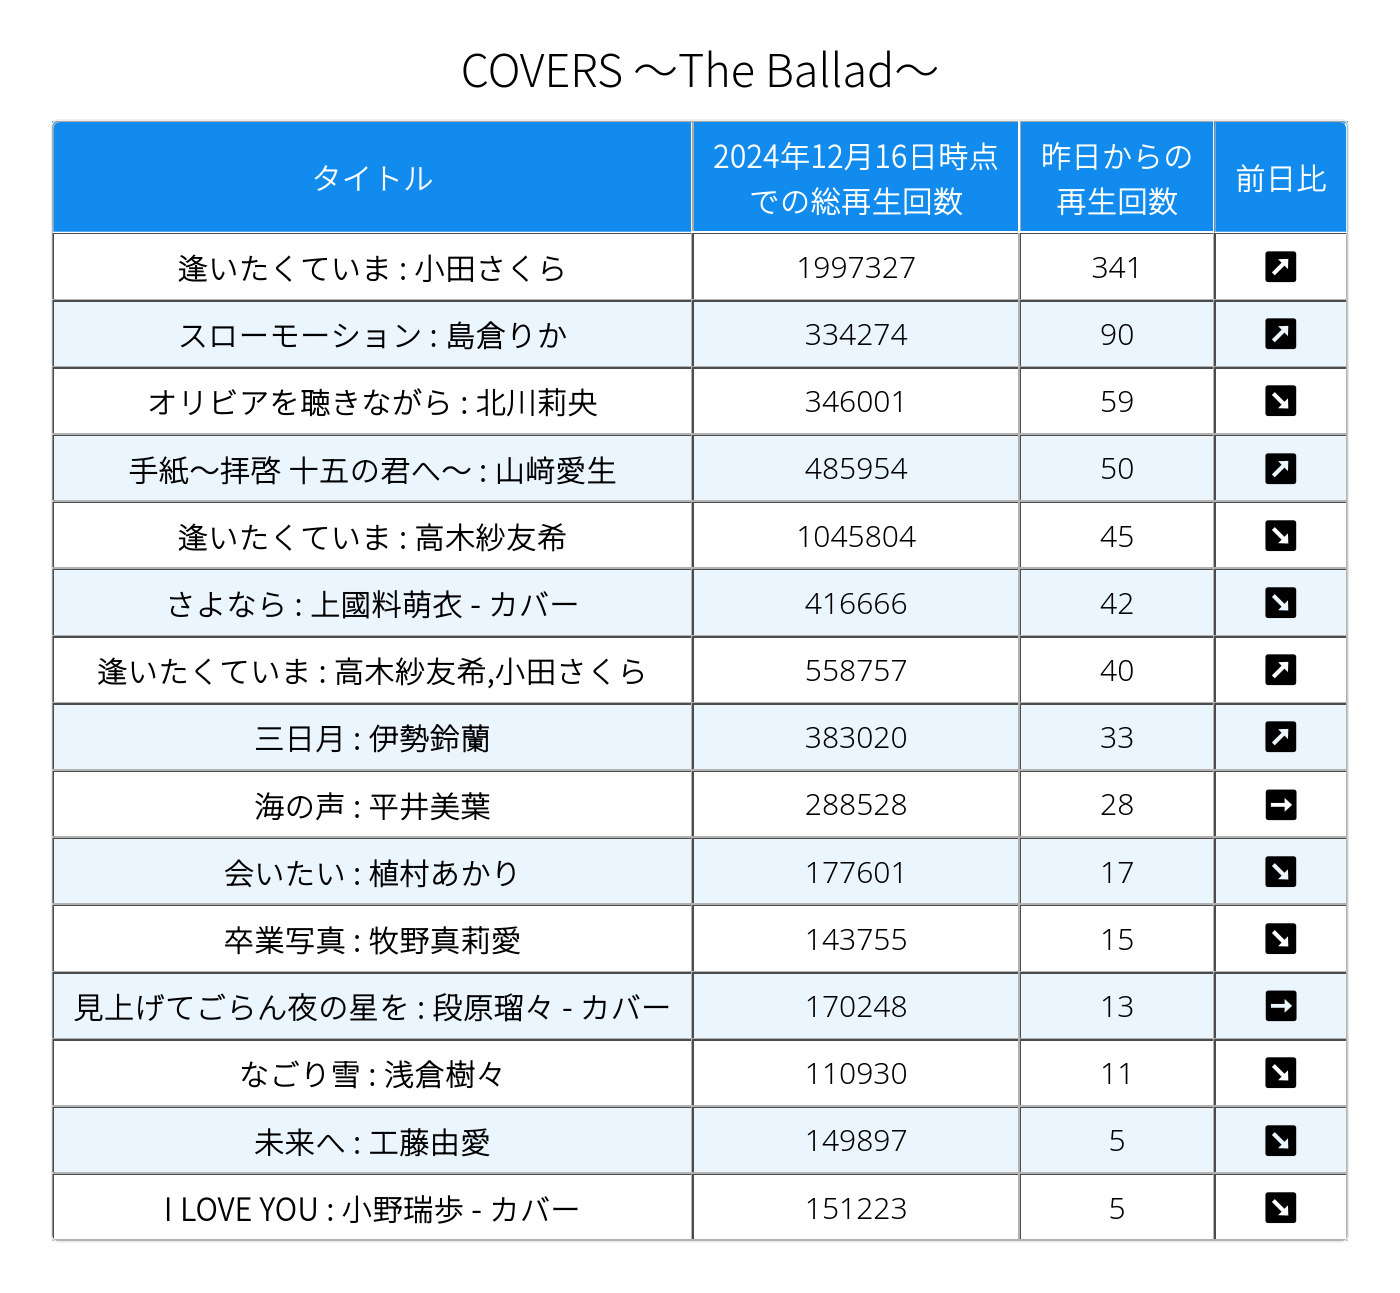 COVERS ～The Ballad～
タイトル
2024年12月16日時点
での総再生回数
昨日からの
再生回数
前日比
逢いたくていま : 小田さくら 1997327 341 ↗
スローモーション : 島倉りか 334274 90 ↗
オリビアを聴きながら : 北川莉央 346001 59 ↘
手紙～拝啓 十五の君へ～ : 山﨑愛生 485954 50 ↗
逢いたくていま : 高木紗友希 1045804 45 ↘
さよなら : 上國料萌衣 - カバー 416666 42 ↘
逢いたくていま : 高木紗友希,小田さくら 558757 40 ↗
三日月 : 伊勢鈴蘭 383020 33 ↗
海の声 : 平井美葉 288528 28 →
会いたい : 植村あかり 177601 17 ↘
卒業写真 : 牧野真莉愛 143755 15 ↘
見上げてごらん夜の星を : 段原瑠々 - カバー 170248 13 →
なごり雪 : 浅倉樹々 110930 11 ↘
未来へ : 工藤由愛 149897 5 ↘
I LOVE YOU : 小野瑞歩 - カバー 151223 5 ↘